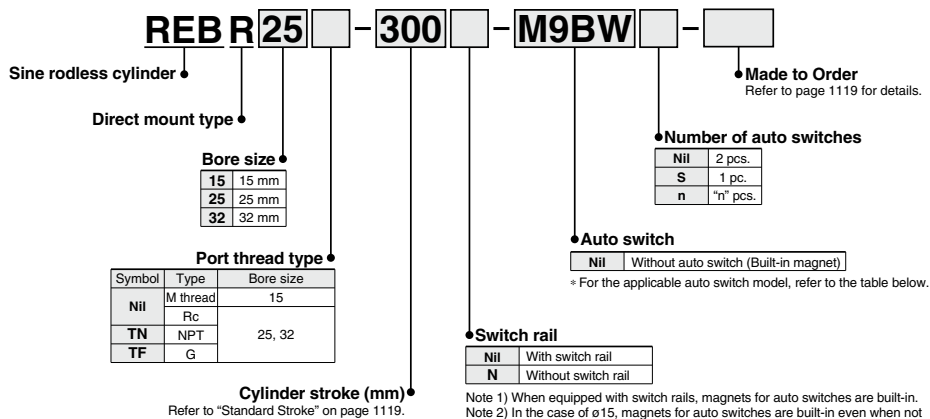 REB R 25 – 300 – M9BW –
Sine rodless cylinder
Made to Order
Refer to page 1119 for details.
Direct mount type
Number of auto switches
Nil 2 pcs.
S 1 pc.
n “n” pcs.
Bore size
15 15 mm
25 25 mm
32 32 mm
Auto switch
Nil Without auto switch (Built-in magnet)
∗ For the applicable auto switch model, refer to the table below.
Port thread type
Symbol Type Bore size
Nil M thread 15
Rc 25, 32
TN NPT
TF G
Switch rail
Nil With switch rail
N Without switch rail
Cylinder stroke (mm)
Refer to “Standard Stroke” on page 1119.
Note 1) When equipped with switch rails, magnets for auto switches are built-in.
Note 2) In the case of ø15, magnets for auto switches are built-in even when not